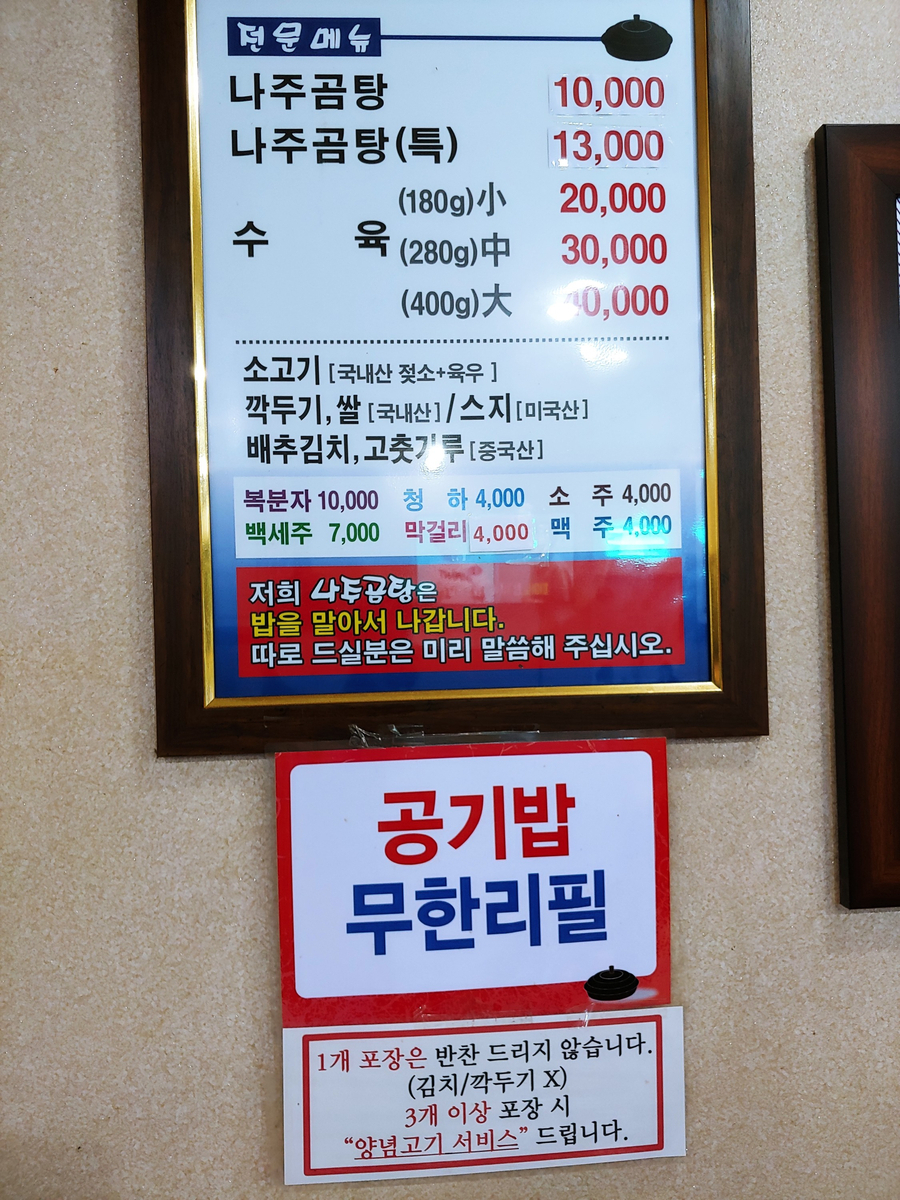 전문메뉴
나주곰탕 10,000
나주곰탕(특) 13,000
(180g)小 20,000
수 육 (280g)中 30,000
(400g)大 40,000
소고기 [국내산 젖소+육우 ]
깍두기,쌀 [국내산] / 스지[미국산]
배추김치,고춧가루 [중국산]
복분자 10,000 청 하 4,000 소 주 4,000
백세주 7,000 막걸리 4,000 맥 주 4,000
저희 나주곰탕은
밥을 말아서 나갑니다.
따로 드실분은 미리 말씀해 주십시오.
공기밥
무한리필
1개 포장은 반찬 드리지 않습니다.
(김치/깍두기 X)
3개 이상 포장 시
“양념고기 서비스” 드립니다.